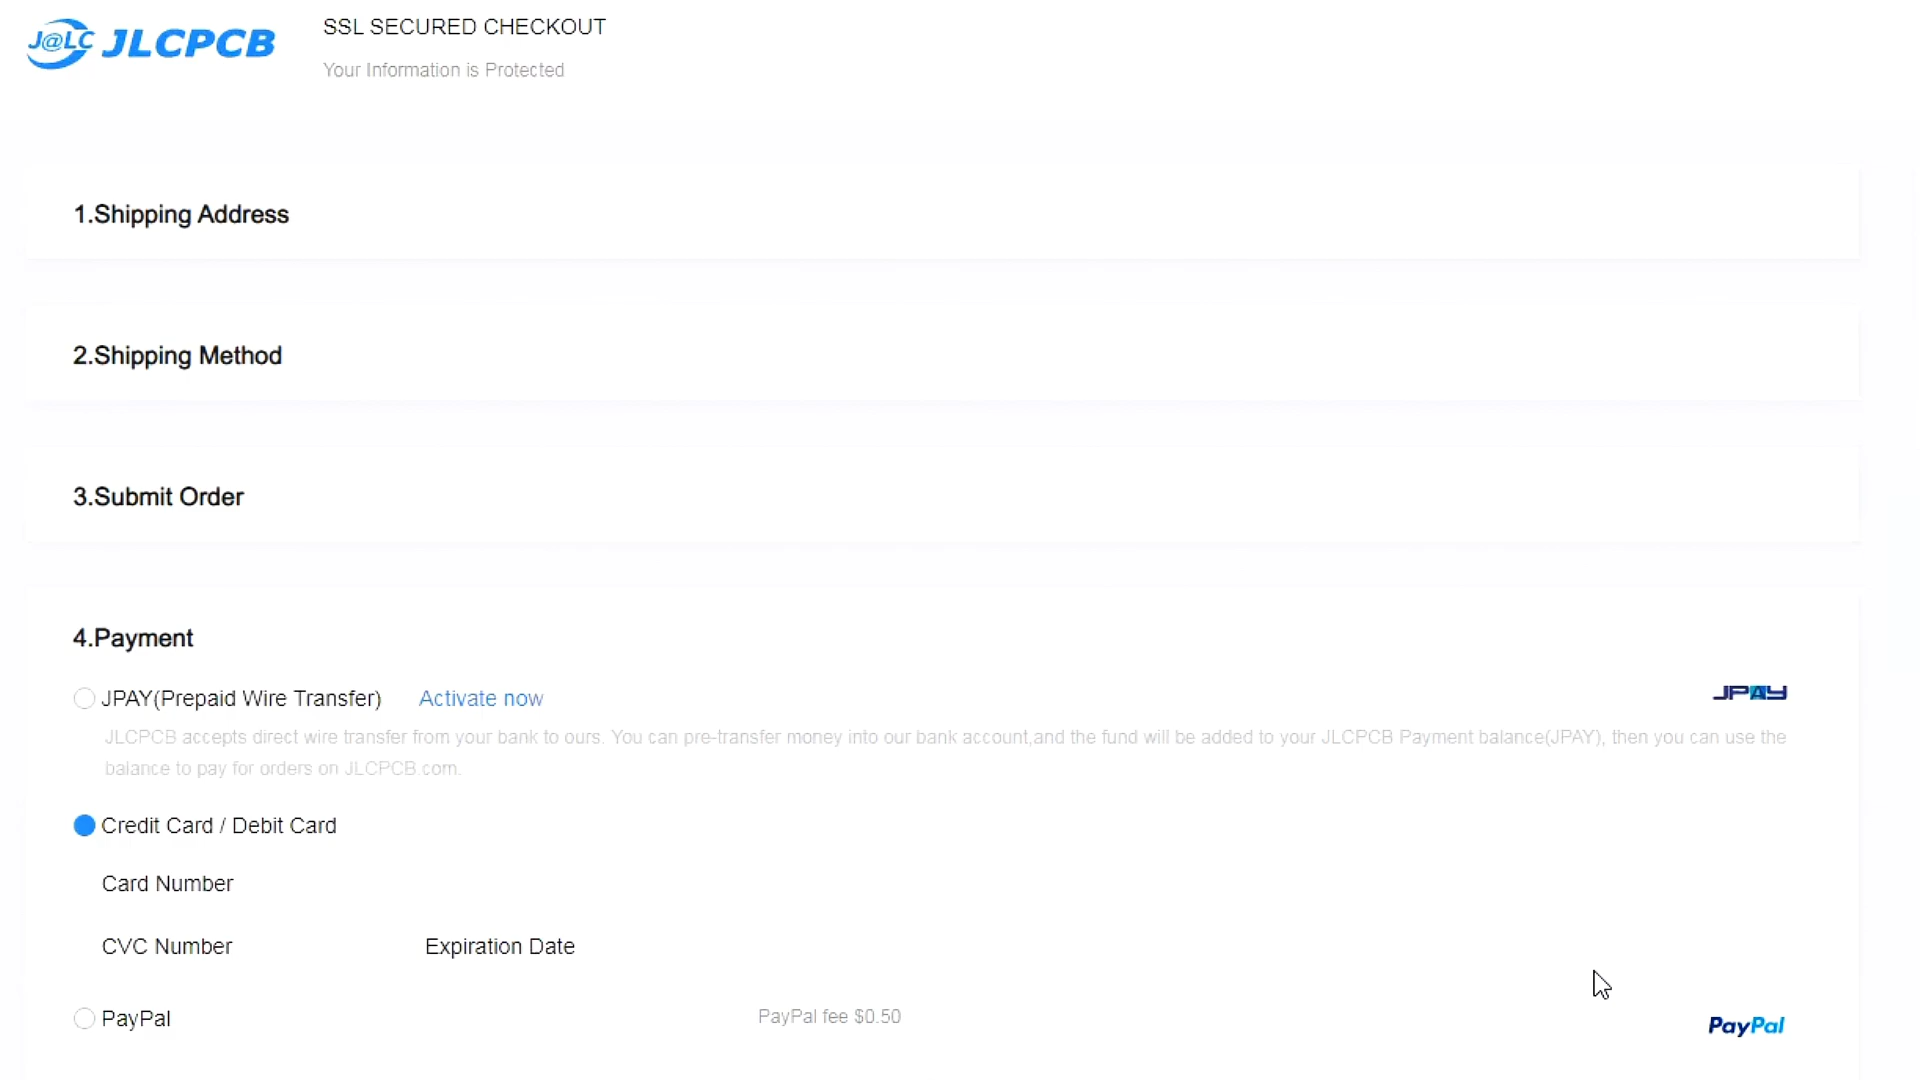 J@LC JLCPCB
SSL SECURED CHECKOUT
Your Information is Protected
1.Shipping Address
2.Shipping Method
3.Submit Order
4.Payment
JPAY(Prepaid Wire Transfer) Activate now JPAY
JLCPCB accepts direct wire transfer from your bank to ours. You can pre-transfer money into our bank account,and the fund will be added to your JLCPCB Payment balance(JPAY), then you can use the
balance to pay for orders on JLCPCB.com.
Credit Card / Debit Card
Card Number
CVC Number Expiration Date
PayPal PayPal fee $0.50 PayPal